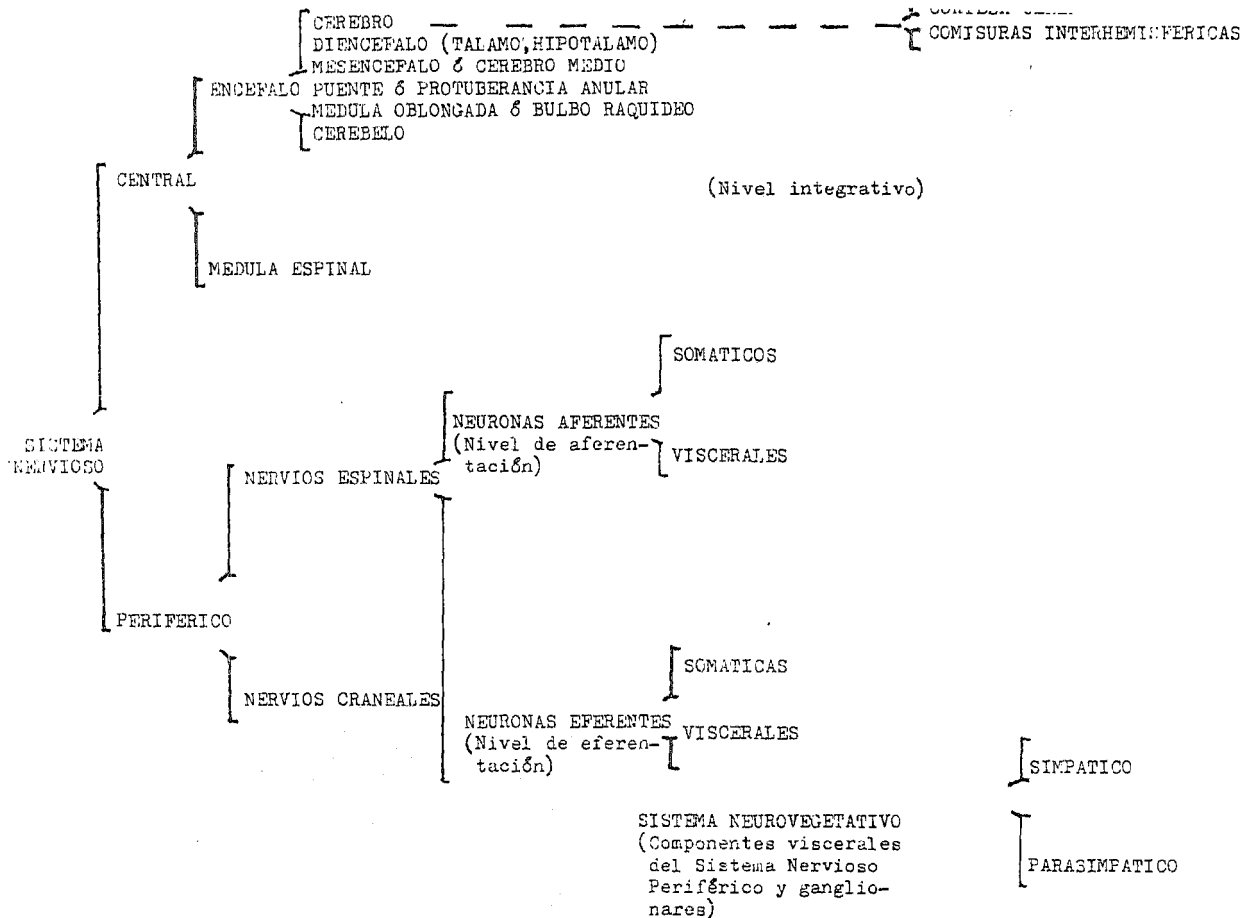 CEREBRO
COMISURAS INTERHEMISFERICAS
DIENCEFALO (TALAMO, HIPOTALAMO)
MESENCEFALO ó CEREBRO MEDIO
ENCEFALO PUENTE ó PROTUBERANCIA ANULAR
MEDULA OBLONGADA ó BULBO RAQUIDEO
CEREBELO
CENTRAL
(Nivel integrativo)
MEDULA ESPINAL
SOMATICOS
NEURONAS AFERENTES
(Nivel de aferen-
tación)
VISCERALES
SISTEMA
NERVIOSO
NERVIOS ESPINALES
PERIFERICO
NERVIOS CRANEALES
SOMATICAS
NEURONAS EFERENTES
(Nivel de eferen-
tación)
VISCERALES
SIMPATICO
SISTEMA NEUROVEGETATIVO
(Componentes viscerales
del Sistema Nervioso
Periférico y ganglio-
nares)
PARASIMPATICO